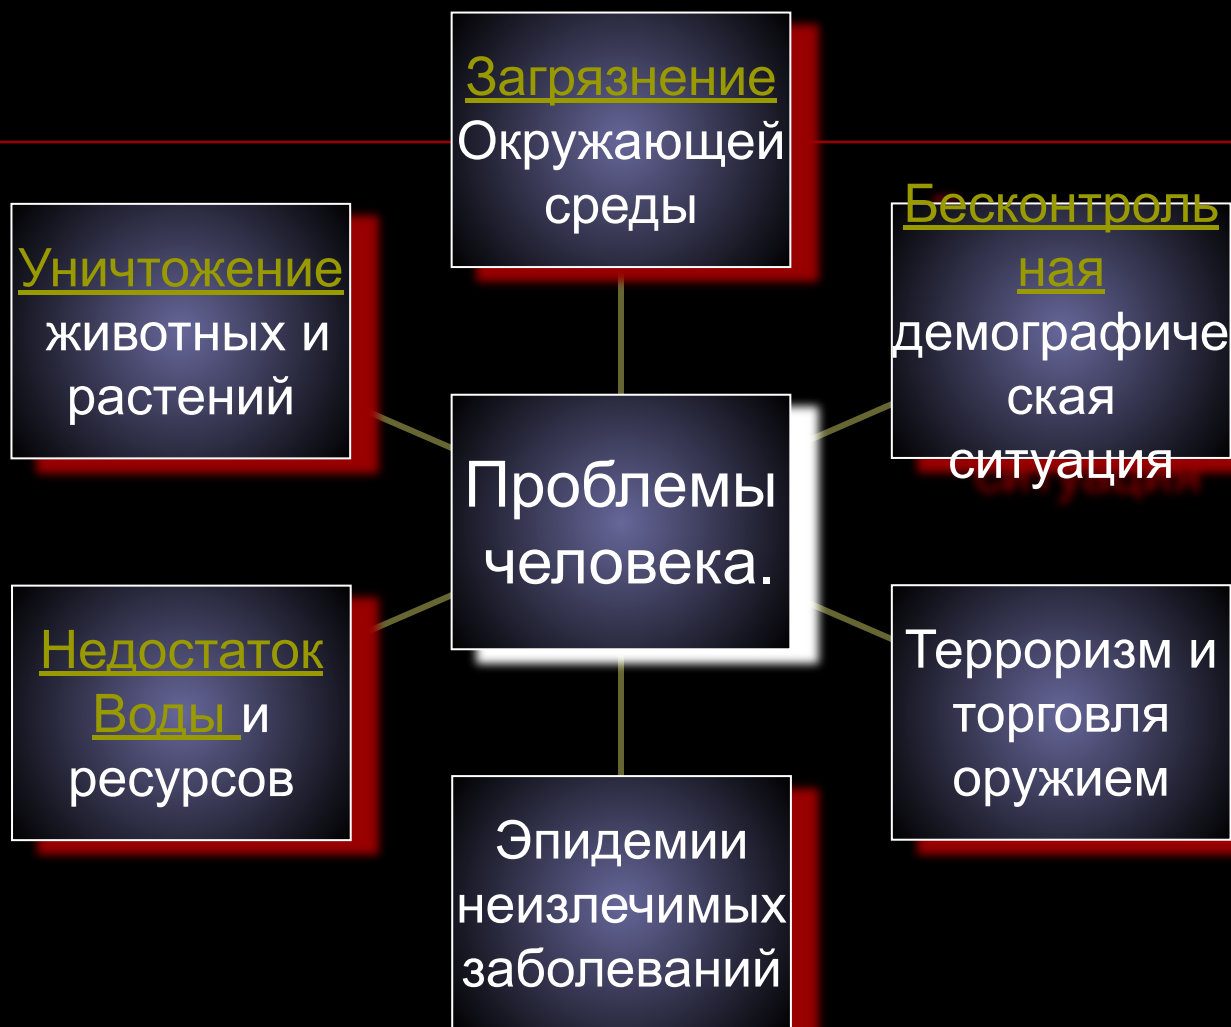 Загрязнение
Окружающей
среды
Уничтожение
животных и
растений
Бесконтроль
ная
демографиче
ская
ситуация
Проблемы
человека.
Недостаток
Воды и
ресурсов
Терроризм и
торговля
оружием
Эпидемии
неизлечимых
заболеваний